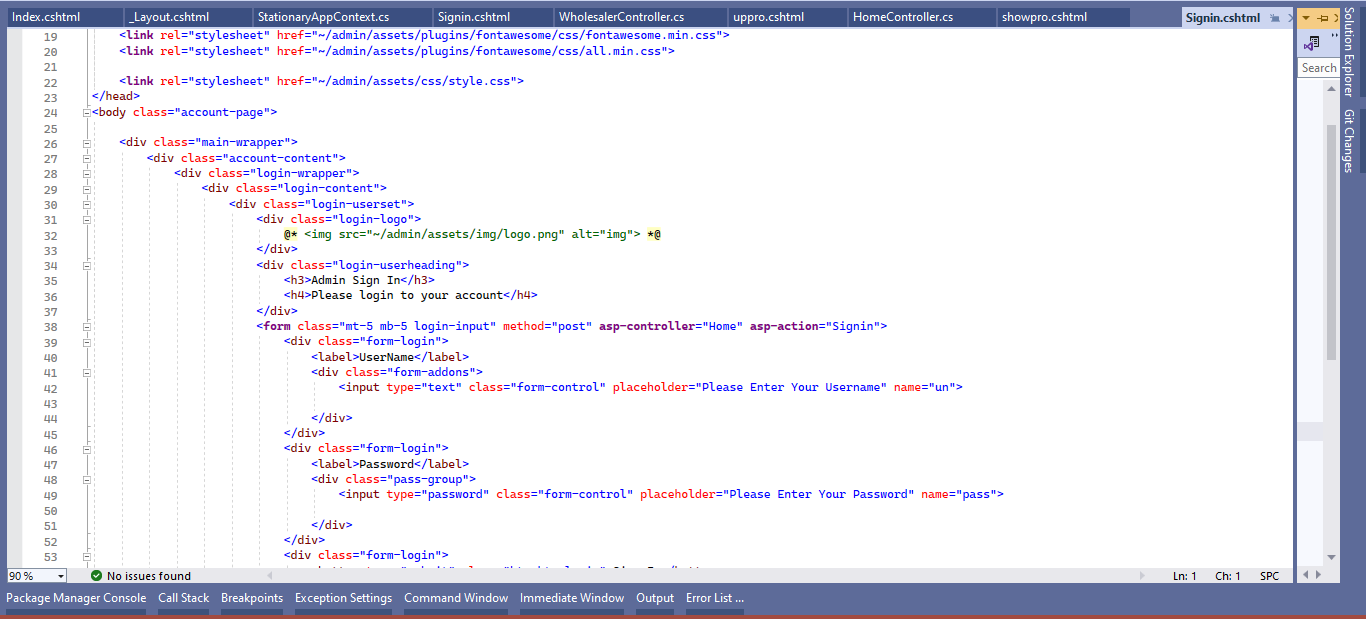 Index.cshtml _Layout.cshtml StationaryAppContext.cs Signin.cshtml WholesalerController.cs uppro.cshtml HomeController.cs showpro.cshtml Signin.cshtml
19 <link rel="stylesheet" href="~/admin/assets/plugins/fontawesome/css/fontawesome.min.css">
20 <link rel="stylesheet" href="~/admin/assets/plugins/fontawesome/css/all.min.css">
21
22 <link rel="stylesheet" href="~/admin/assets/css/style.css">
23 </head>
24 <body class="account-page">
25
26 <div class="main-wrapper">
27 <div class="account-content">
28 <div class="login-wrapper">
29 <div class="login-content">
30 <div class="login-userset">
31 <div class="login-logo">
32 @* <img src="~/admin/assets/img/logo.png" alt="img"> *@
33 </div>
34 <div class="login-userheading">
35 <h3>Admin Sign In</h3>
36 <h4>Please login to your account</h4>
37 </div>
38 <form class="mt-5 mb-5 login-input" method="post" asp-controller="Home" asp-action="Signin">
39 <div class="form-login">
40 <label>UserName</label>
41 <div class="form-addons">
42 <input type="text" class="form-control" placeholder="Please Enter Your Username" name="un">
43
44 </div>
45 </div>
46 <div class="form-login">
47 <label>Password</label>
48 <div class="pass-group">
49 <input type="password" class="form-control" placeholder="Please Enter Your Password" name="pass">
50
51 </div>
52 </div>
53 <div class="form-login">
90 % No issues found Ln: 1 Ch: 1 SPC
Package Manager Console Call Stack Breakpoints Exception Settings Command Window Immediate Window Output Error List ...
Search
Solution Explorer
Git Changes